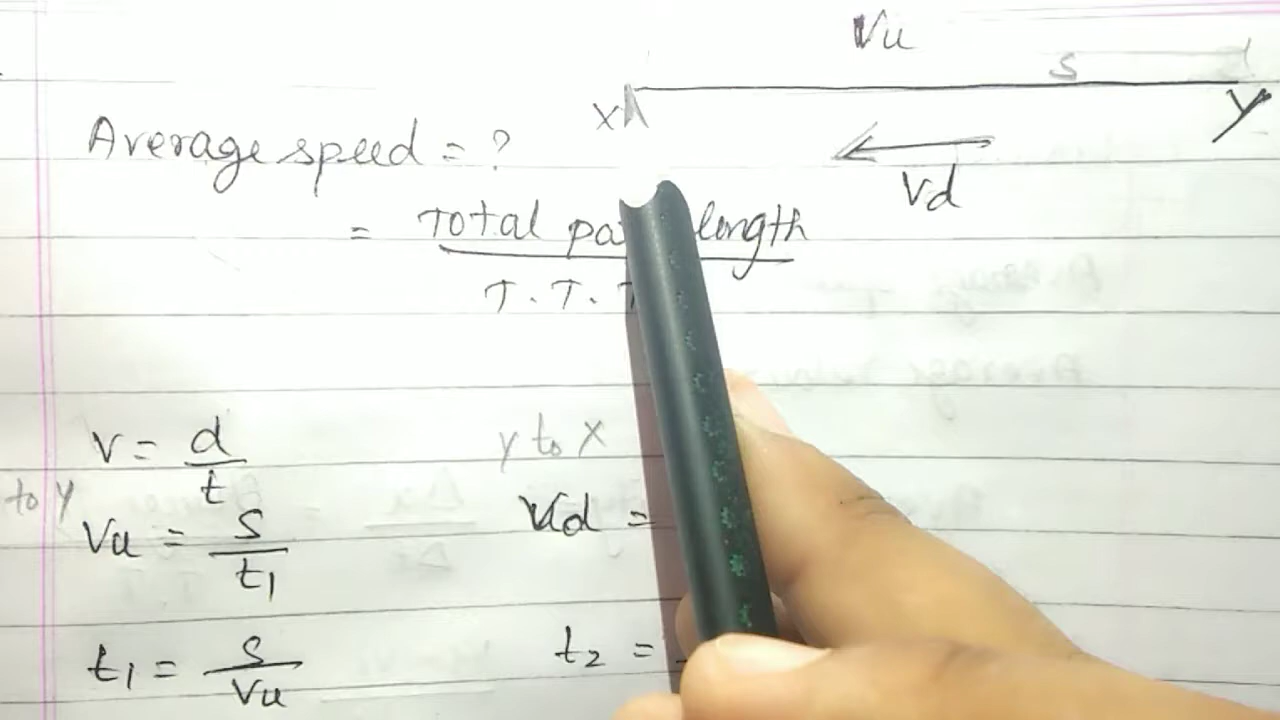 Vu
S
X Y
Average speed = ?
Vd
= Total pa length
T.T.T
V = d/t
y to X
to Y
Vu = S/t1
Vd =
t1 = S/Vu
t2 =